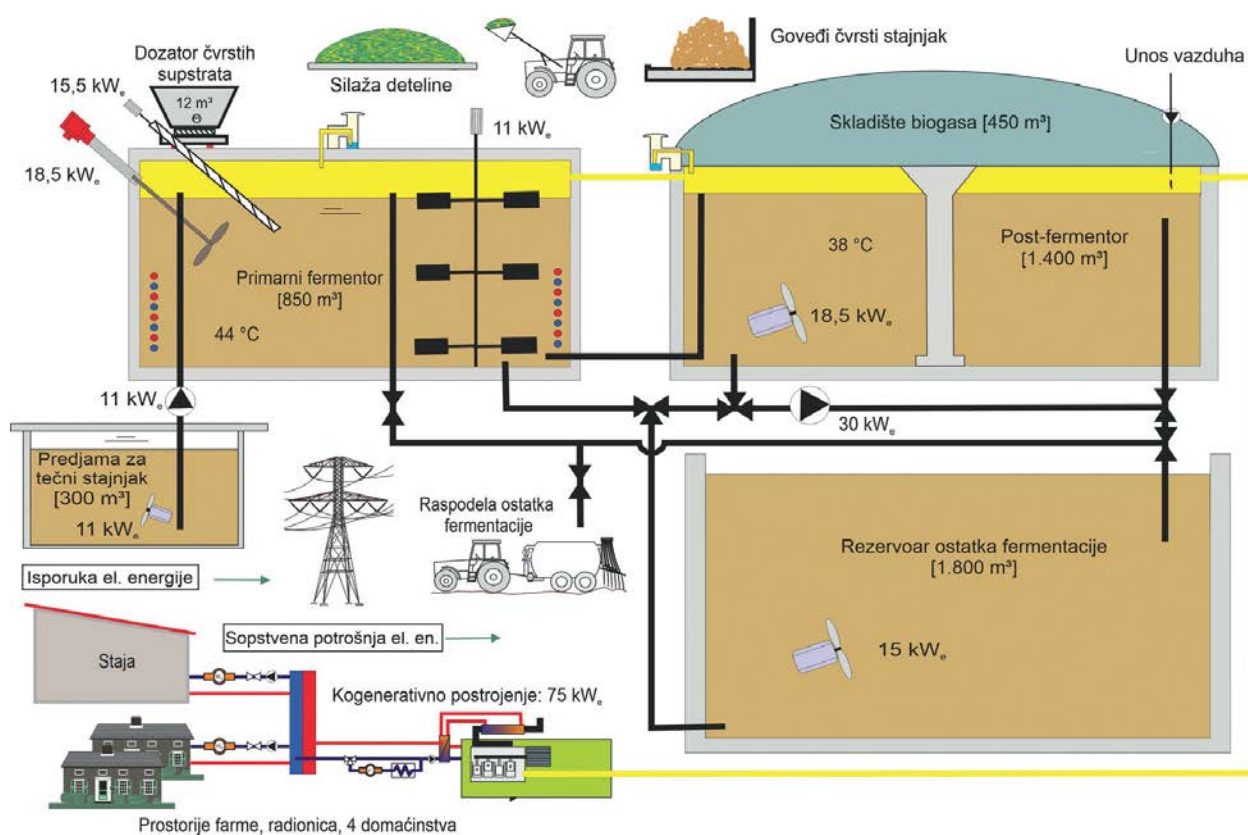 Dozator čvrstih
supstrata
15,5 kWe
12 m³
18,5 kWe
Silaža deteline
11 kWe
Goveđi čvrsti stajnjak
Unos vazduha
Skladište biogasa [450 m³]
Primarni fermentor
[850 m³]
44 °C
38 °C
18,5 kWe
Post-fermentor
[1.400 m³]
11 kWe
30 kWe
Predjama za
tečni stajnjak
[300 m³]
11 kWe
Raspodela ostatka
fermentacije
Rezervoar ostatka fermentacije
[1.800 m³]
15 kWe
Isporuka el. energije
Sopstvena potrošnja el. en.
Staja
Kogenerativno postrojenje: 75 kWe
Prostorije farme, radionica, 4 domaćinstva